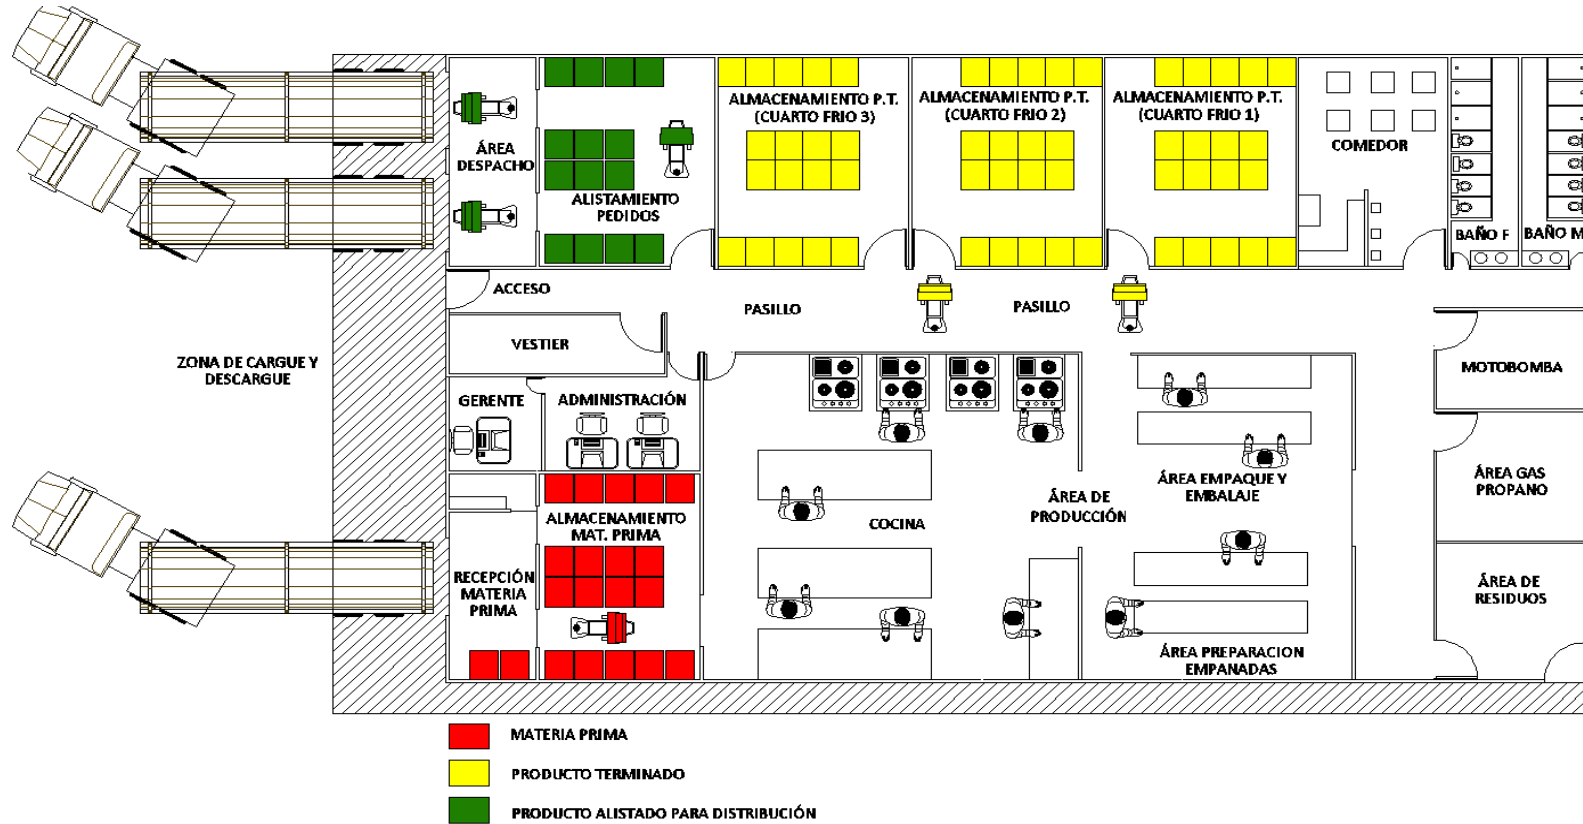 ALMACENAMIENTO P.T.
(CUARTO FRIO 3)
ALMACENAMIENTO P.T.
(CUARTO FRIO 2)
ALMACENAMIENTO P.T.
(CUARTO FRIO 1)
COMEDOR
ÁREA
DESPACHO
ALISTAMIENTO
PEDIDOS
BAÑO F
BAÑO M
ACCESO
PASILLO
PASILLO
VESTIER
ZONA DE CARGUE Y
DESCARGUE
MOTOBOMBA
GERENTE
ADMINISTRACIÓN
ÁREA EMPAQUE Y
EMBALAJE
ÁREA GAS
PROPANO
ÁREA DE
PRODUCCIÓN
ALMACENAMIENTO
MAT. PRIMA
COCINA
RECEPCIÓN
MATERIA
PRIMA
ÁREA DE
RESIDUOS
ÁREA PREPARACION
EMPANADAS
MATERIA PRIMA
PRODUCTO TERMINADO
PRODUCTO ALISTADO PARA DISTRIBUCIÓN